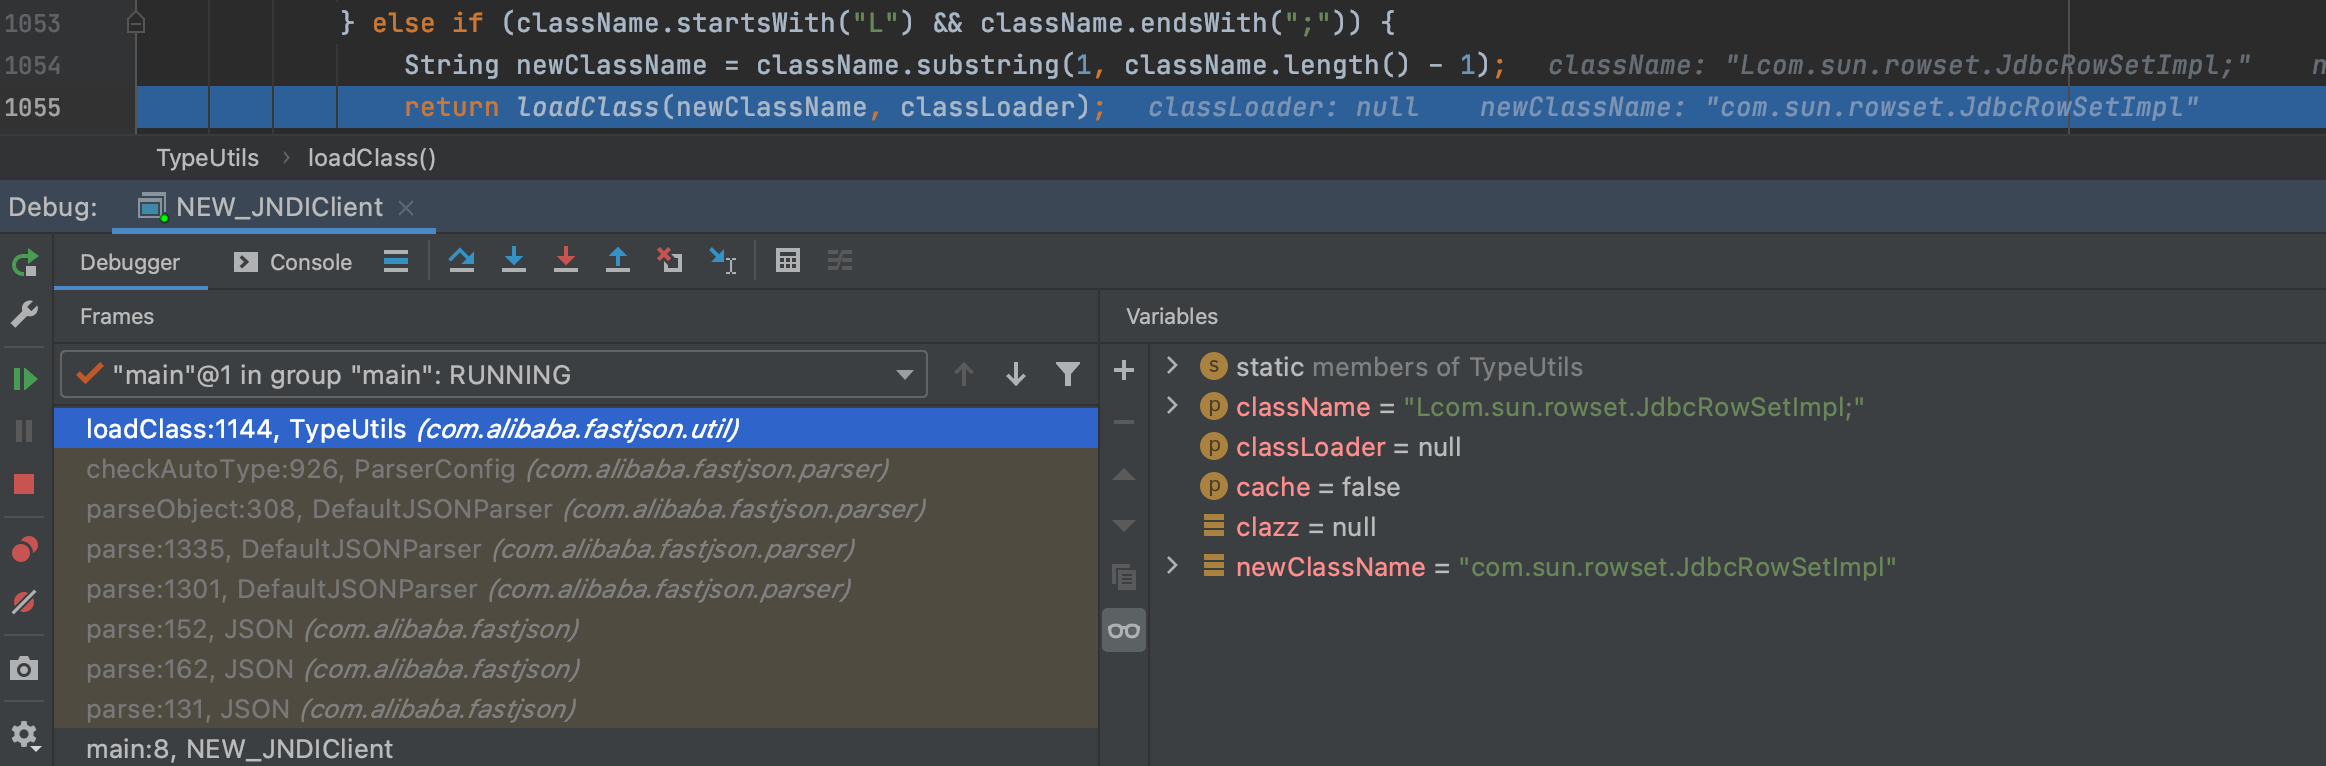 1053 } else if (className.startsWith("L") && className.endsWith(";")) {
1054 String newClassName = className.substring(1, className.length() - 1); className: "Lcom.sun.rowset.JdbcRowSetImpl;" n
1055 return loadClass(newClassName, classLoader); classLoader: null newClassName: "com.sun.rowset.JdbcRowSetImpl"
TypeUtils › loadClass()
Debug: NEW_JNDIClient ×
Debugger Console
Frames
"main"@1 in group "main": RUNNING
loadClass:1144, TypeUtils (com.alibaba.fastjson.util)
checkAutoType:926, ParserConfig (com.alibaba.fastjson.parser)
parseObject:308, DefaultJSONParser (com.alibaba.fastjson.parser)
parse:1335, DefaultJSONParser (com.alibaba.fastjson.parser)
parse:1301, DefaultJSONParser (com.alibaba.fastjson.parser)
parse:152, JSON (com.alibaba.fastjson)
parse:162, JSON (com.alibaba.fastjson)
parse:131, JSON (com.alibaba.fastjson)
main:8, NEW_JNDIClient
Variables
static members of TypeUtils
className = "Lcom.sun.rowset.JdbcRowSetImpl;"
classLoader = null
cache = false
clazz = null
newClassName = "com.sun.rowset.JdbcRowSetImpl"